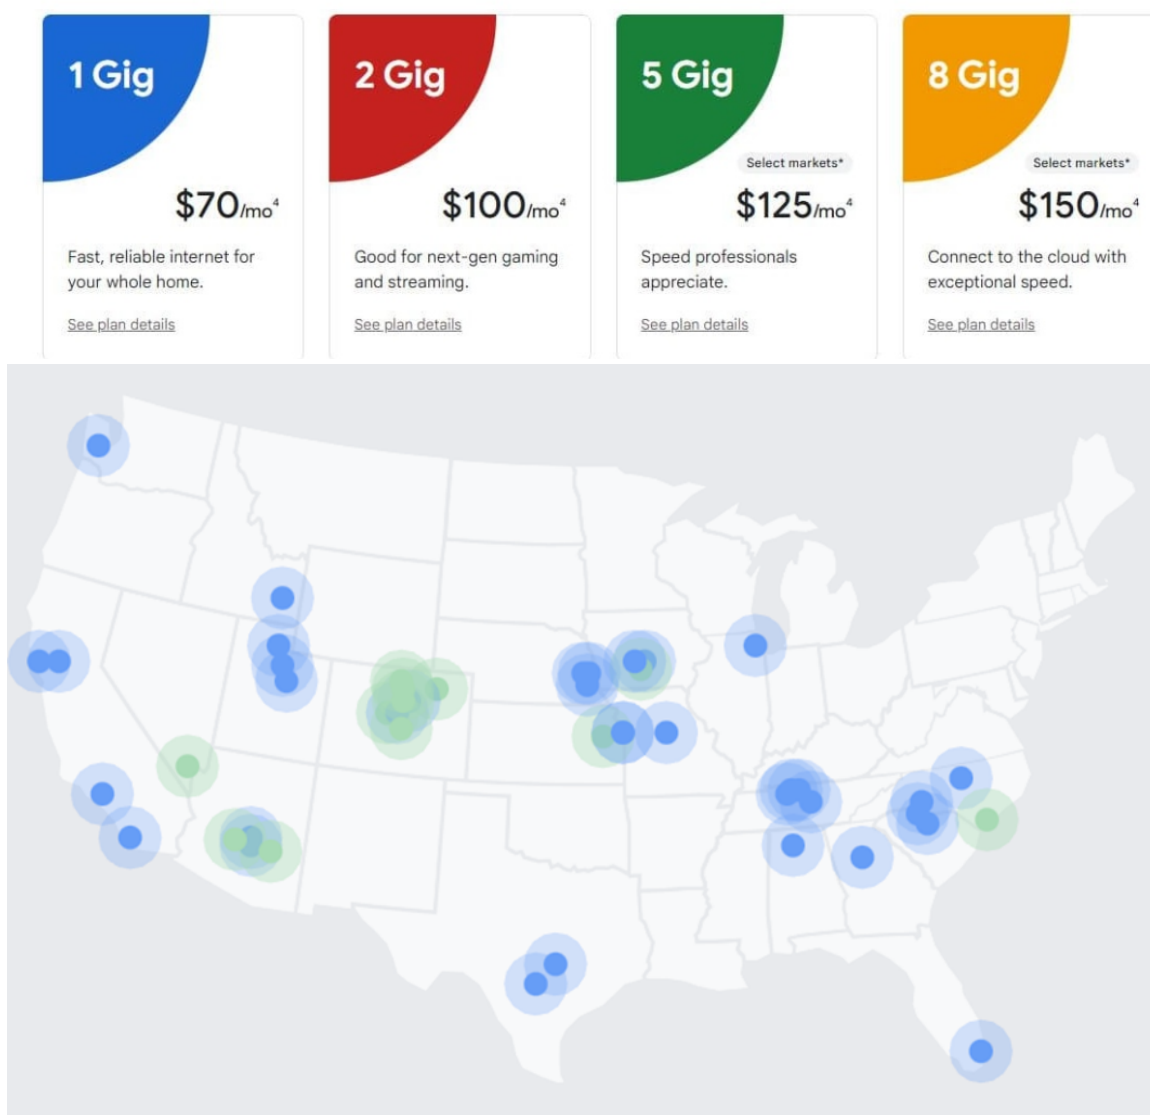 1 Gig
$70/mo⁴
Fast, reliable internet for
your whole home.
See plan details
2 Gig
$100/mo⁴
Good for next-gen gaming
and streaming.
See plan details
5 Gig
Select markets*
$125/mo⁴
Speed professionals
appreciate.
See plan details
8 Gig
Select markets*
$150/mo⁴
Connect to the cloud with
exceptional speed.
See plan details